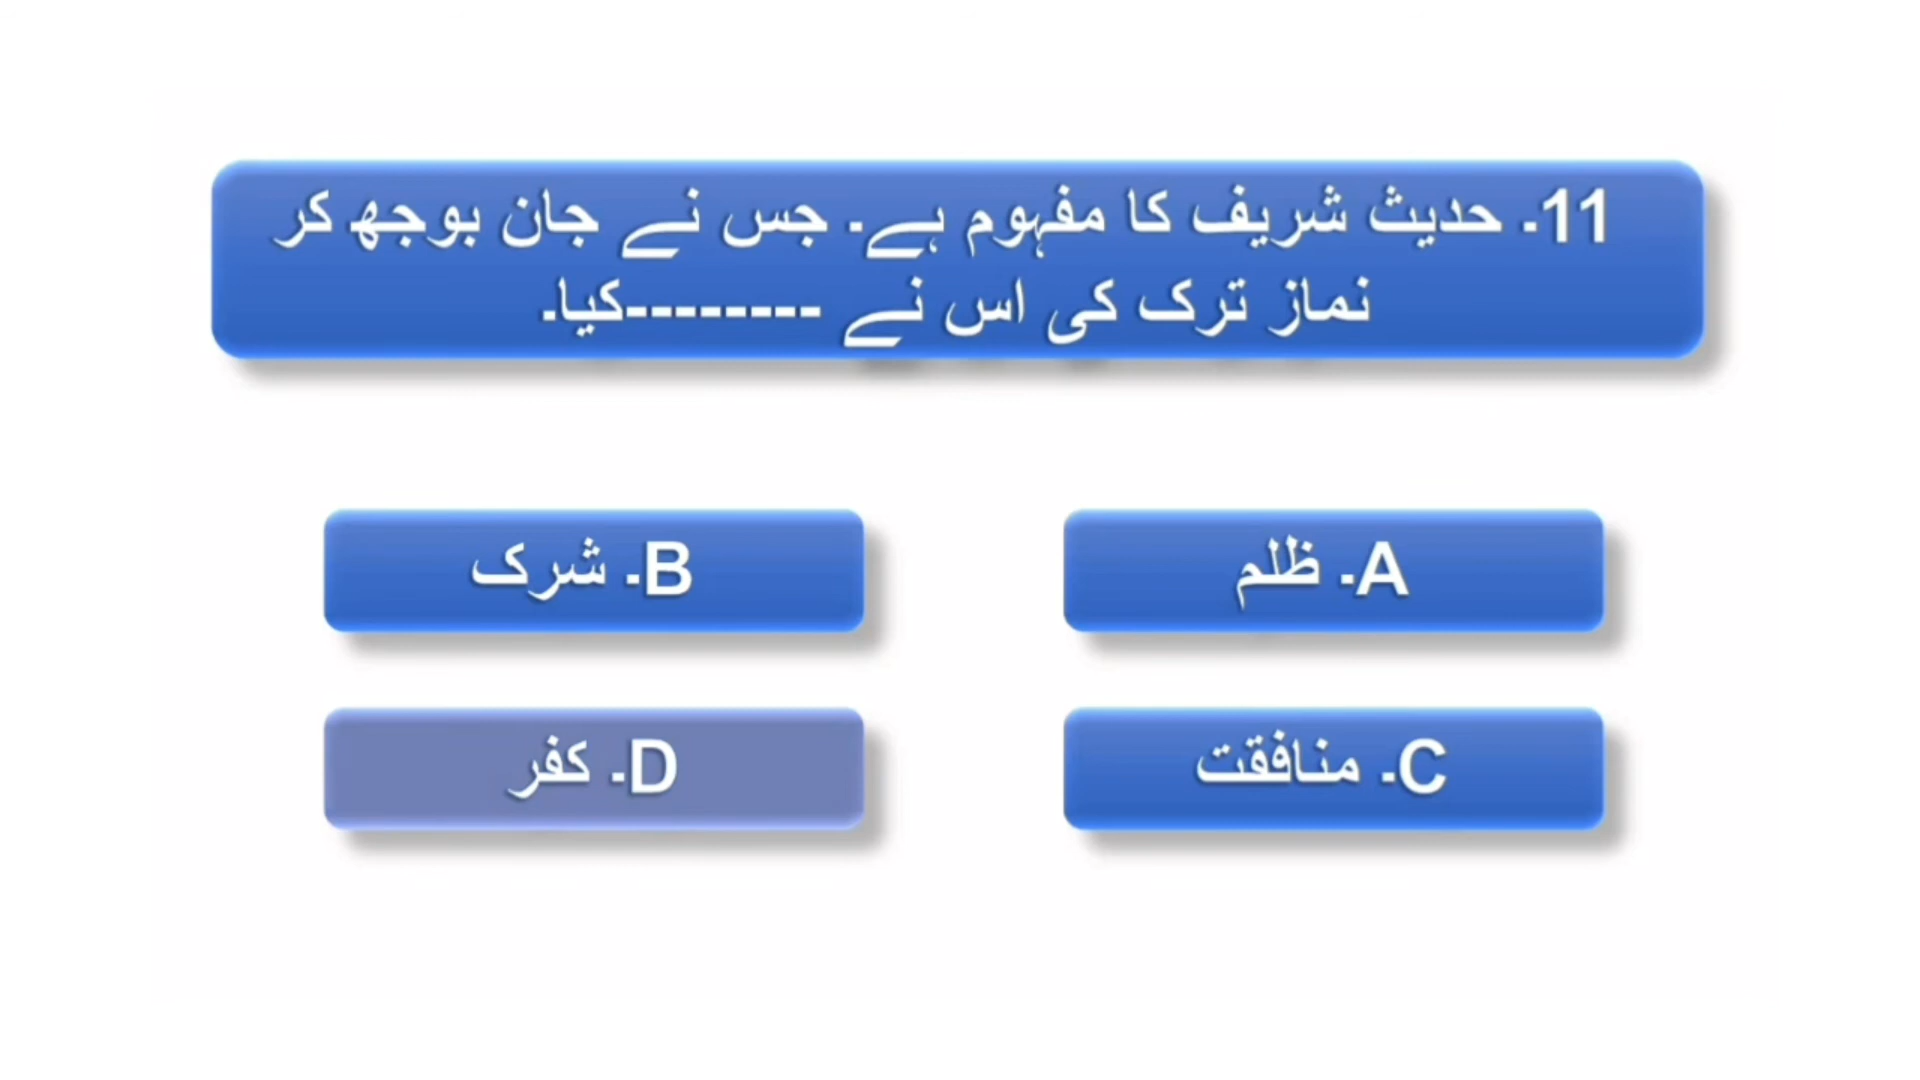 11۔ حدیث شریف کا مفہوم ہے۔ جس نے جان بوجھ کر
نماز ترک کی اس نے --------کیا۔
A۔ ظلم
B۔ شرک
C۔ منافقت
D۔ کفر